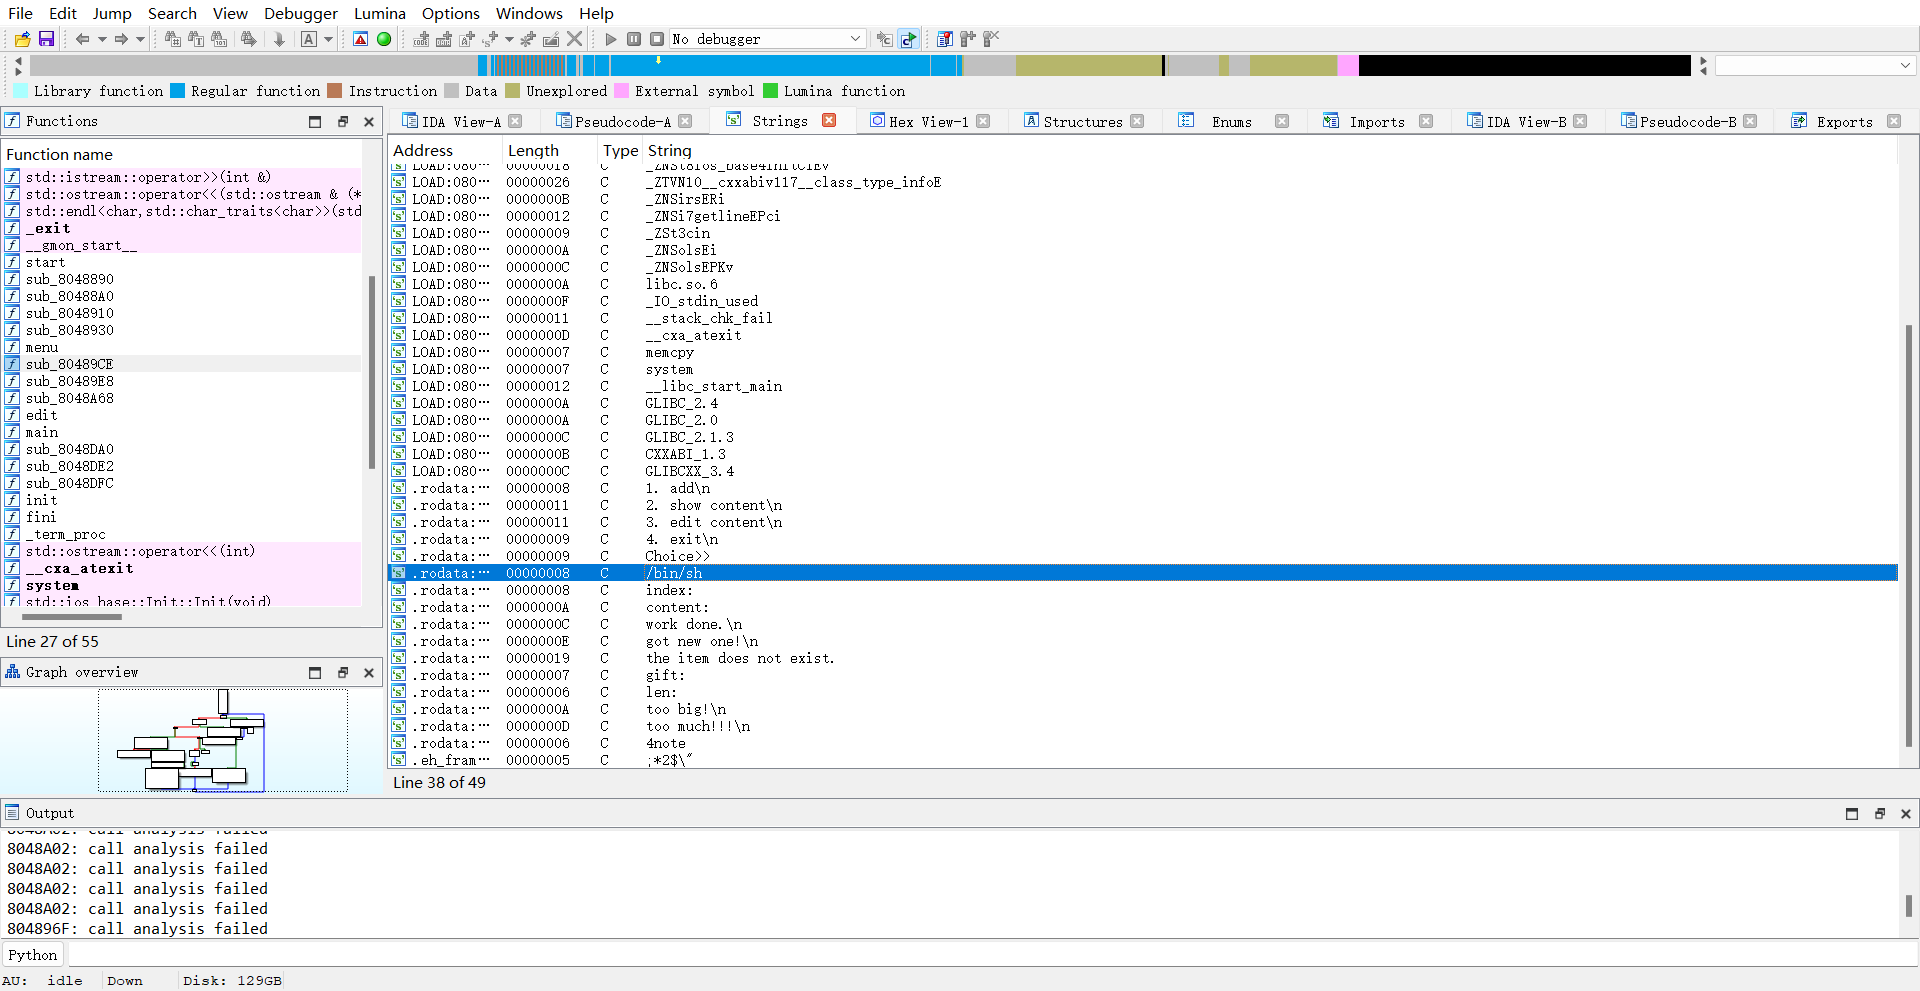 File Edit Jump Search View Debugger Lumina Options Windows Help
No debugger
Library function Regular function Instruction Data Unexplored External symbol Lumina function
Functions
Function name
std::istream::operator>>(int &)
std::ostream::operator<<(std::ostream & (*
std::endl<char,std::char_traits<char>>(std
_exit
__gmon_start__
start
sub_8048890
sub_80488A0
sub_8048910
sub_8048930
menu
sub_80489CE
sub_80489E8
sub_8048A68
edit
main
sub_8048DA0
sub_8048DE2
sub_8048DFC
init
fini
_term_proc
std::ostream::operator<<(int)
__cxa_atexit
system
std::ios_base::Init::Init(void)
Line 27 of 55
Graph overview
IDA View-A Pseudocode-A Strings Hex View-1 Structures Enums Imports IDA View-B Pseudocode-B Exports
Address Length Type String
LOAD:080… 00000018 C _ZNSt8ios_base4InitC1Ev
LOAD:080… 00000026 C _ZTVN10__cxxabiv117__class_type_infoE
LOAD:080… 0000000B C _ZNSirsERi
LOAD:080… 00000012 C _ZNSi7getlineEPci
LOAD:080… 00000009 C _ZSt3cin
LOAD:080… 0000000A C _ZNSolsEi
LOAD:080… 0000000C C _ZNSolsEPKv
LOAD:080… 0000000A C libc.so.6
LOAD:080… 0000000F C _IO_stdin_used
LOAD:080… 00000011 C __stack_chk_fail
LOAD:080… 0000000D C __cxa_atexit
LOAD:080… 00000007 C memcpy
LOAD:080… 00000007 C system
LOAD:080… 00000012 C __libc_start_main
LOAD:080… 0000000A C GLIBC_2.4
LOAD:080… 0000000A C GLIBC_2.0
LOAD:080… 0000000C C GLIBC_2.1.3
LOAD:080… 0000000B C CXXABI_1.3
LOAD:080… 0000000C C GLIBCXX_3.4
.rodata:… 00000008 C 1. add\n
.rodata:… 00000011 C 2. show content\n
.rodata:… 00000011 C 3. edit content\n
.rodata:… 00000009 C 4. exit\n
.rodata:… 00000009 C Choice>>
.rodata:… 00000008 C /bin/sh
.rodata:… 00000008 C index:
.rodata:… 0000000A C content:
.rodata:… 0000000C C work done.\n
.rodata:… 0000000E C got new one!\n
.rodata:… 00000019 C the item does not exist.
.rodata:… 00000007 C gift:
.rodata:… 00000006 C len:
.rodata:… 0000000A C too big!\n
.rodata:… 0000000D C too much!!!\n
.rodata:… 00000006 C 4note
.eh_fram… 00000005 C ;*2$\"
Line 38 of 49
Output
8048A02: call analysis failed
8048A02: call analysis failed
8048A02: call analysis failed
8048A02: call analysis failed
8048A02: call analysis failed
804896F: call analysis failed
Python
AU: idle Down Disk: 129GB